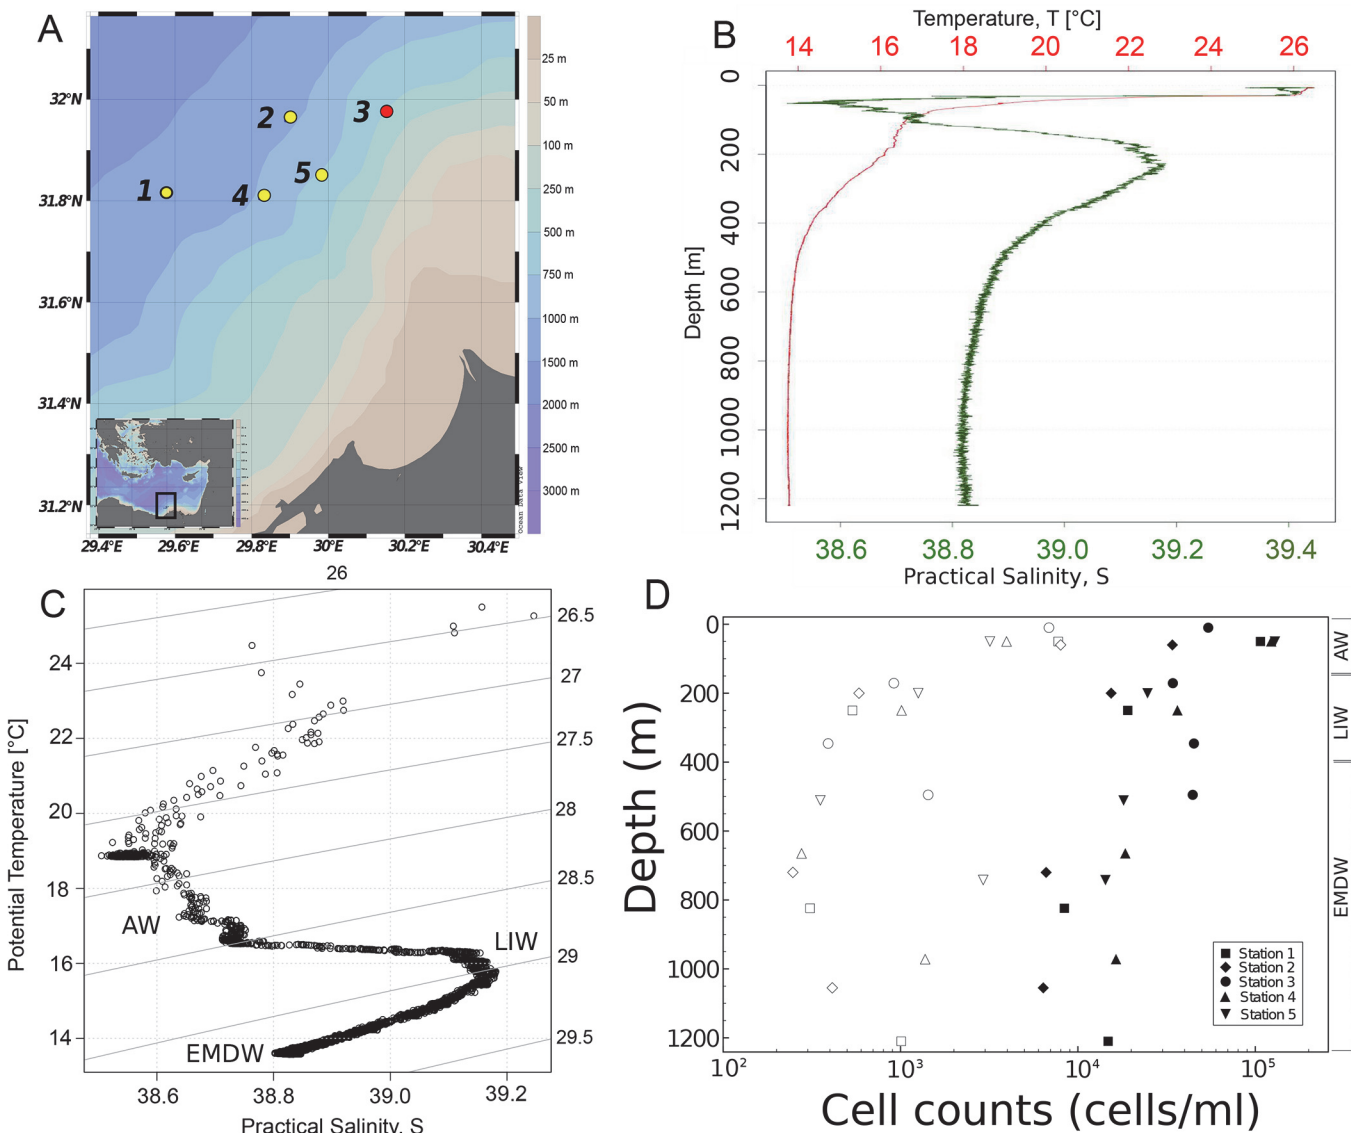 A
32°N
31.8°N
31.6°N
31.4°N
31.2°N
29.4°E
29.6°E
29.8°E
30°E
30.2°E
30.4°E
1
2
3
4
5
25 m
50 m
100 m
250 m
500 m
750 m
1000 m
1500 m
2000 m
2500 m
3000 m
Ocean Data View
B
Temperature, T [°C]
14 16 18 20 22 24 26
Depth [m]
0
200
400
600
800
1000
1200
38.6 38.8 39.0 39.2 39.4
Practical Salinity, S
C
26
26.5
27
27.5
28
28.5
29
29.5
Potential Temperature [°C]
24
22
20
18
16
14
AW
LIW
EMDW
38.6 38.8 39.0 39.2
Practical Salinity, S
D
Depth (m)
0
200
400
600
800
1000
1200
AW
LIW
EMDW
Station 1
Station 2
Station 3
Station 4
Station 5
10² 10³ 10⁴ 10⁵
Cell counts (cells/ml)